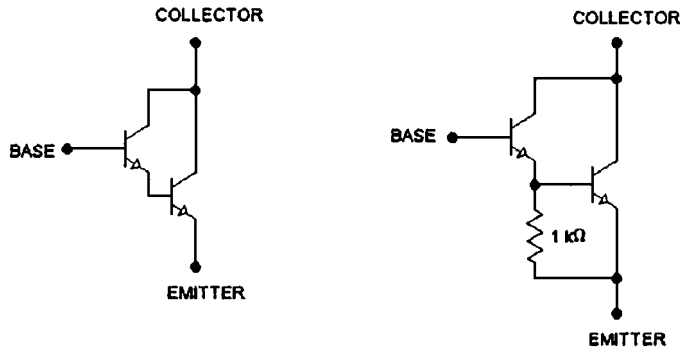 COLLECTOR
BASE
EMITTER
COLLECTOR
BASE
1 kΩ
EMITTER